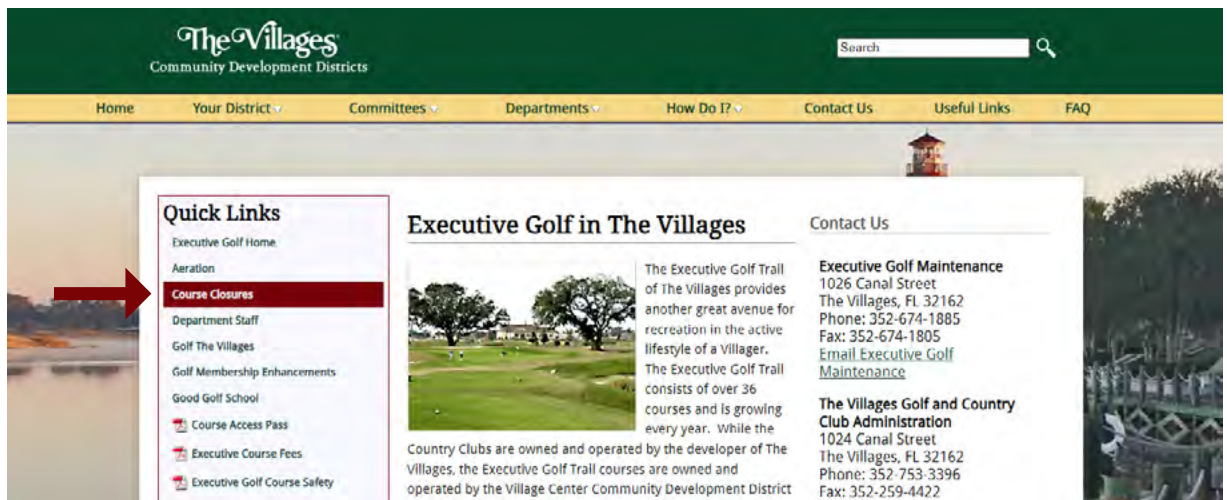 The Villages
Community Development Districts
Search
Home Your District Committees Departments How Do I? Contact Us Useful Links FAQ
Quick Links
Executive Golf Home
Aeration
Course Closures
Department Staff
Golf The Villages
Golf Membership Enhancements
Good Golf School
Course Access Pass
Executive Course Fees
Executive Golf Course Safety
Executive Golf in The Villages
The Executive Golf Trail
of The Villages provides
another great avenue for
recreation in the active
lifestyle of a Villager.
The Executive Golf Trail
consists of over 36
courses and is growing
every year. While the
Country Clubs are owned and operated by the developer of The
Villages, the Executive Golf Trail courses are owned and
operated by the Village Center Community Development District
Contact Us
Executive Golf Maintenance
1026 Canal Street
The Villages, FL 32162
Phone: 352-674-1885
Fax: 352-674-1805
Email Executive Golf
Maintenance
The Villages Golf and Country
Club Administration
1024 Canal Street
The Villages, FL 32162
Phone: 352-753-3396
Fax: 352-259-4422